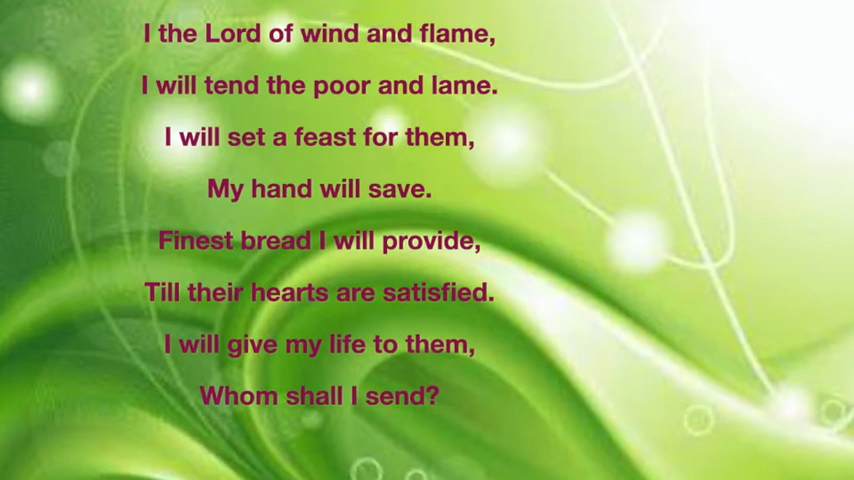 I the Lord of wind and flame,
I will tend the poor and lame.
I will set a feast for them,
My hand will save.
Finest bread I will provide,
Till their hearts are satisfied.
I will give my life to them,
Whom shall I send?